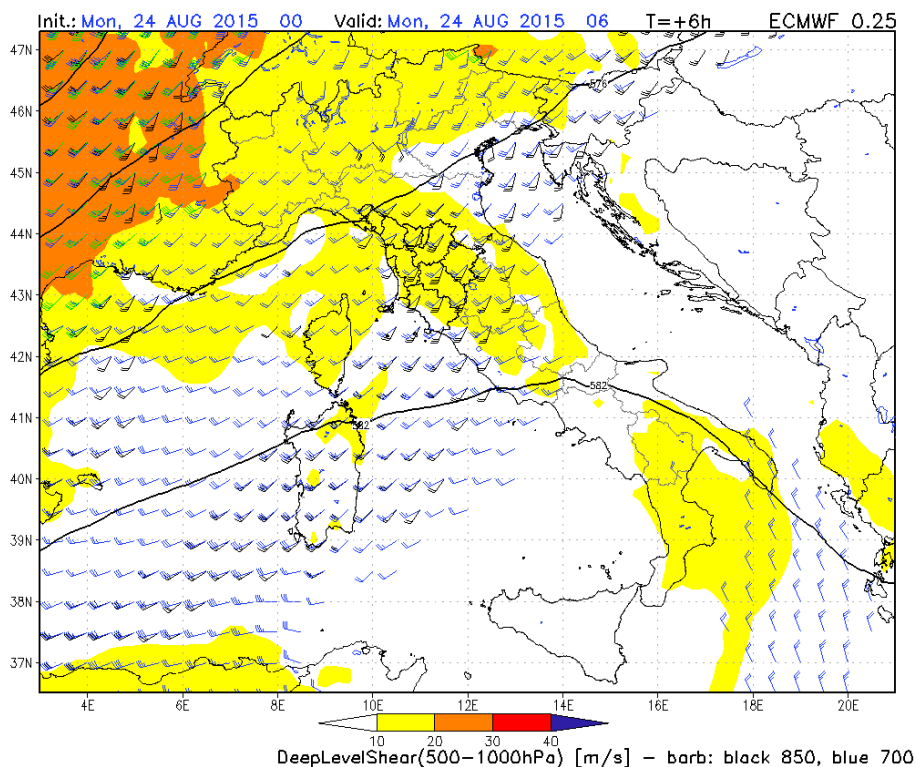 Init.: Mon, 24 AUG 2015 00 Valid: Mon, 24 AUG 2015 06 T=+6h ECMWF 0.25
47N
46N
45N
44N
43N
42N
41N
40N
39N
38N
37N
576
582
582
4E 6E 8E 10E 12E 14E 16E 18E 20E
10 20 30 40
DeepLevelShear(500-1000hPa) [m/s] - barb: black 850, blue 700